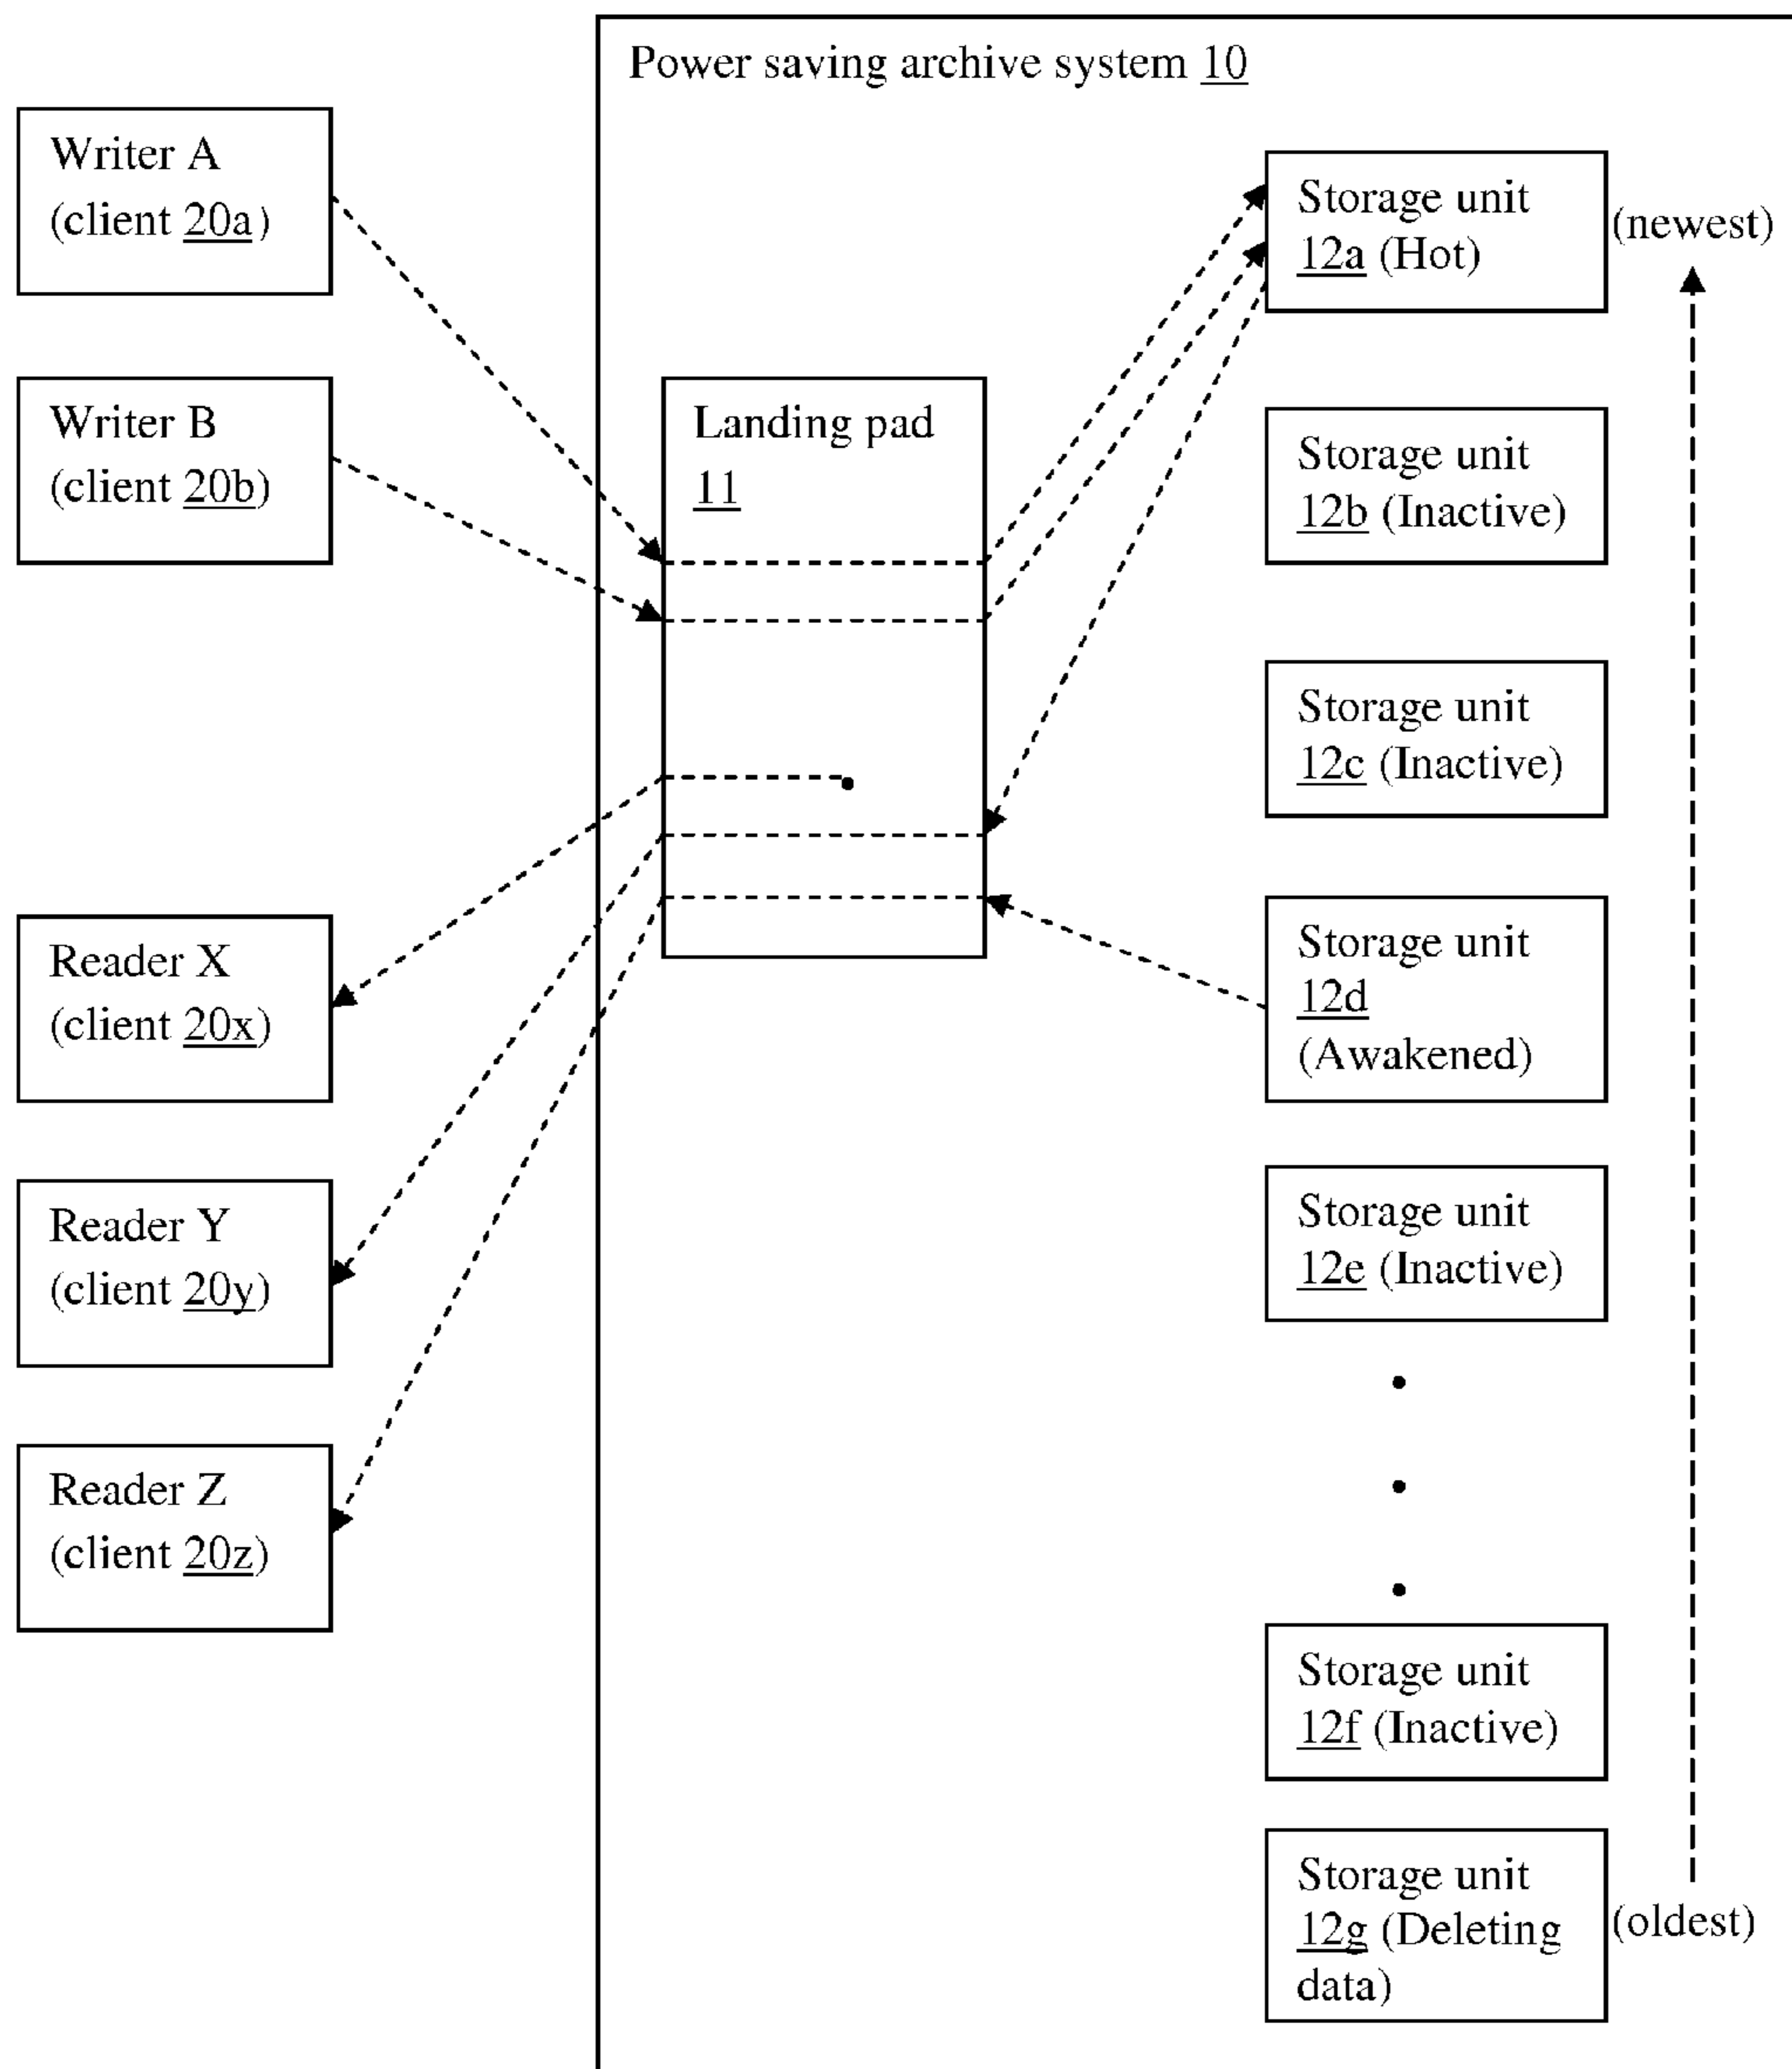 Power saving archive system 10
Writer A
(client 20a)
Writer B
(client 20b)
Reader X
(client 20x)
Reader Y
(client 20y)
Reader Z
(client 20z)
Landing pad
11
Storage unit
12a (Hot)
(newest)
Storage unit
12b (Inactive)
Storage unit
12c (Inactive)
Storage unit
12d
(Awakened)
Storage unit
12e (Inactive)
Storage unit
12f (Inactive)
Storage unit
12g (Deleting
data)
(oldest)